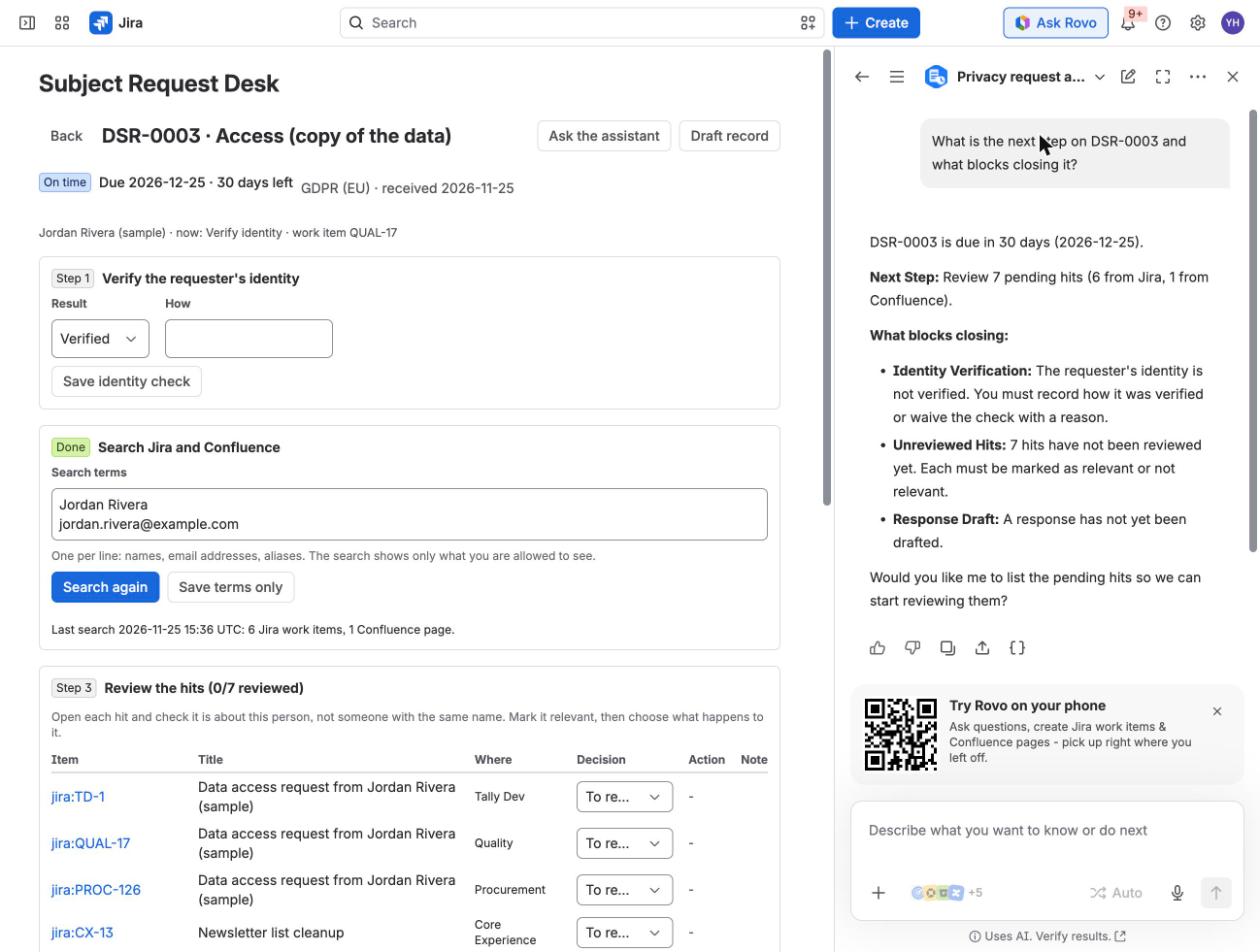 Jira
Search
Create
Ask Rovo
9+
YH
Subject Request Desk
Back
DSR-0003 · Access (copy of the data)
Ask the assistant
Draft record
On time
Due 2026-12-25 · 30 days left
GDPR (EU) · received 2026-11-25
Jordan Rivera (sample) · now: Verify identity · work item QUAL-17
Step 1
Verify the requester's identity
Result
How
Verified
Save identity check
Done
Search Jira and Confluence
Search terms
Jordan Rivera
jordan.rivera@example.com
One per line: names, email addresses, aliases. The search shows only what you are allowed to see.
Search again
Save terms only
Last search 2026-11-25 15:36 UTC: 6 Jira work items, 1 Confluence page.
Step 3
Review the hits (0/7 reviewed)
Open each hit and check it is about this person, not someone with the same name. Mark it relevant, then choose what happens to
it.
Item Title Where Decision Action Note
jira:TD-1
Data access request from Jordan Rivera
(sample)
Tally Dev
To re...
-
jira:QUAL-17
Data access request from Jordan Rivera
(sample)
Quality
To re...
-
jira:PROC-126
Data access request from Jordan Rivera
(sample)
Procurement
To re...
-
jira:CX-13
Newsletter list cleanup
Core
Experience
To re...
-
Privacy request a...
What is the next step on DSR-0003 and
what blocks closing it?
DSR-0003 is due in 30 days (2026-12-25).
Next Step: Review 7 pending hits (6 from Jira, 1 from
Confluence).
What blocks closing:
• Identity Verification: The requester's identity is
not verified. You must record how it was verified
or waive the check with a reason.
• Unreviewed Hits: 7 hits have not been reviewed
yet. Each must be marked as relevant or not
relevant.
• Response Draft: A response has not yet been
drafted.
Would you like me to list the pending hits so we can
start reviewing them?
Try Rovo on your phone
Ask questions, create Jira work items &
Confluence pages - pick up right where you
left off.
Describe what you want to know or do next
+5
Auto
Uses AI. Verify results.